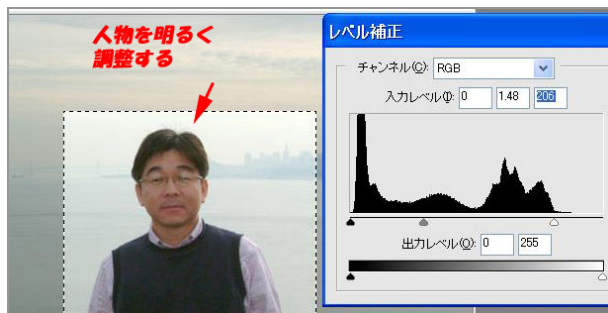 人物を明るく
調整する
レベル補正
チャンネル(C): RGB
入力レベル(I): 0 1.48 206
出力レベル(O): 0 255